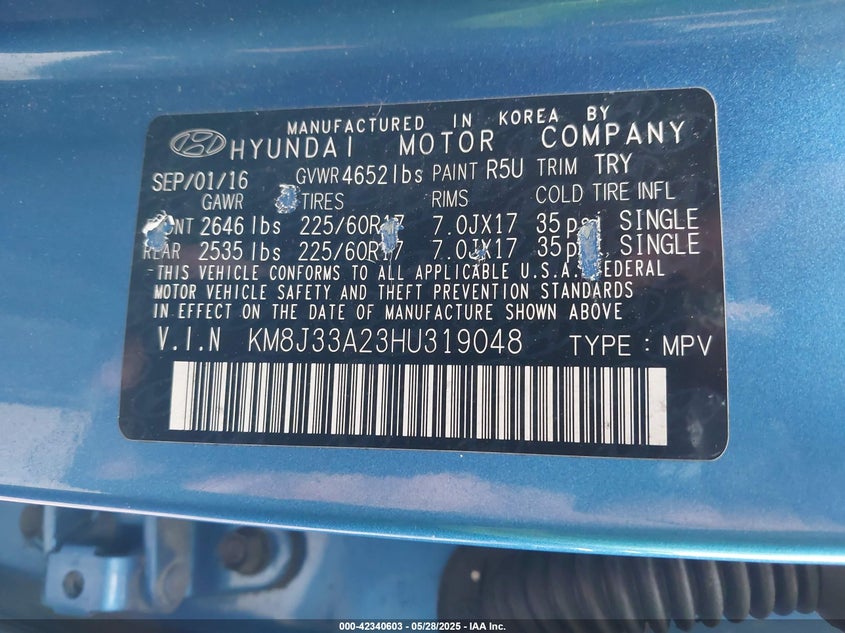 MANUFACTURED IN KOREA BY
HYUNDAI MOTOR COMPANY
SEP/01/16 GVWR 4652 lbs PAINT R5U TRIM TRY
GAWR TIRES RIMS COLD TIRE INFL
FRONT 2646 lbs 225/60R17 7.0JX17 35 psi, SINGLE
REAR 2535 lbs 225/60R17 7.0JX17 35 psi, SINGLE
THIS VEHICLE CONFORMS TO ALL APPLICABLE U.S.A. FEDERAL
MOTOR VEHICLE SAFETY AND THEFT PREVENTION STANDARDS
IN EFFECT ON THE DATE OF MANUFACTURE SHOWN ABOVE
V.I.N KM8J33A23HU319048 TYPE : MPV
000-42340603 - 05/28/2025 - IAA Inc.